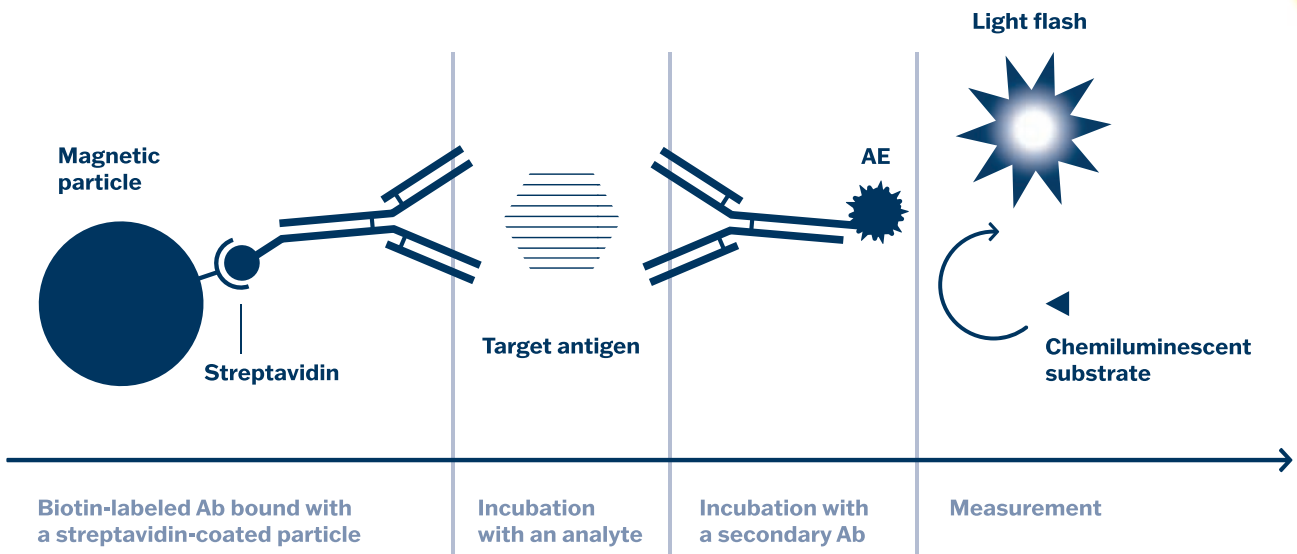 Light flash
Magnetic
particle
AE
Target antigen
Streptavidin
Chemiluminescent
substrate
Biotin-labeled Ab bound with
a streptavidin-coated particle
Incubation
with an analyte
Incubation with
a secondary Ab
Measurement